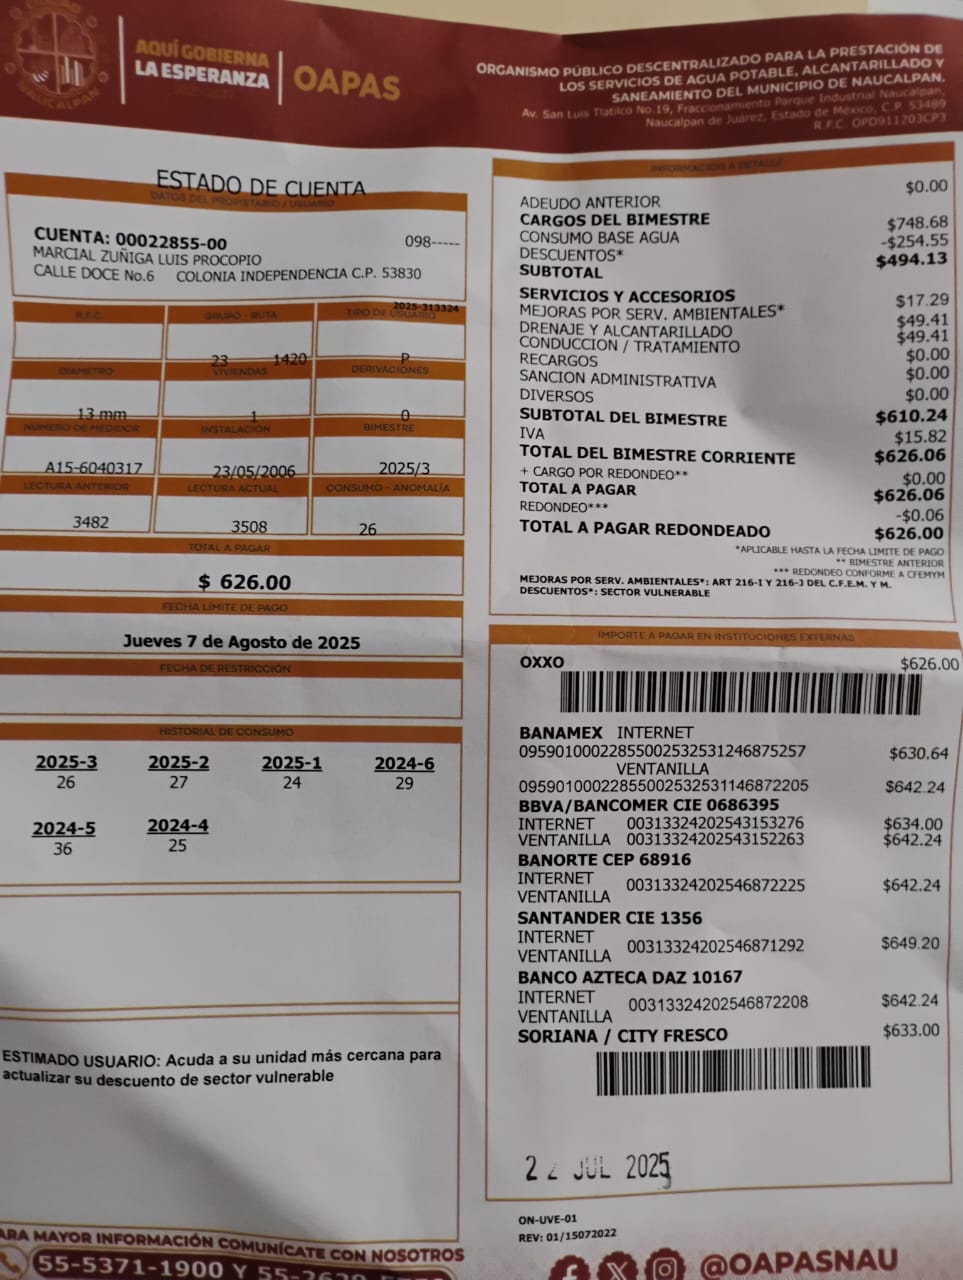 NAUCALPAN
AQUÍ GOBIERNA
LA ESPERANZA
OAPAS
ORGANISMO PÚBLICO DESCENTRALIZADO PARA LA PRESTACIÓN DE
LOS SERVICIOS DE AGUA POTABLE, ALCANTARILLADO Y
SANEAMIENTO DEL MUNICIPIO DE NAUCALPAN.
Av. San Luis Tlatilco No.19, Fraccionamiento Parque Industrial Naucalpan,
Naucalpan de Juárez, Estado de México, C.P. 53489
R.F.C. OPD911203CP3
ESTADO DE CUENTA
DATOS DEL PROPIETARIO / USUARIO
CUENTA: 00022855-00 098-----
MARCIAL ZUÑIGA LUIS PROCOPIO
CALLE DOCE No.6 COLONIA INDEPENDENCIA C.P. 53830
2025-313324
R.F.C. GRUPO - RUTA TIPO DE USUARIO
23 1420 P
DIAMETRO VIVIENDAS DERIVACIONES
13 mm 1 0
NUMERO DE MEDIDOR INSTALACIÓN BIMESTRE
A15-6040317 23/05/2006 2025/3
LECTURA ANTERIOR LECTURA ACTUAL CONSUMO - ANOMALÍA
3482 3508 26
TOTAL A PAGAR
$ 626.00
FECHA LÍMITE DE PAGO
Jueves 7 de Agosto de 2025
FECHA DE RESTRICCIÓN
HISTORIAL DE CONSUMO
2025-3 2025-2 2025-1 2024-6
26 27 24 29
2024-5 2024-4
36 25
ESTIMADO USUARIO: Acuda a su unidad más cercana para
actualizar su descuento de sector vulnerable
INFORMACIÓN A DETALLE
ADEUDO ANTERIOR $0.00
CARGOS DEL BIMESTRE
CONSUMO BASE AGUA $748.68
DESCUENTOS* -$254.55
SUBTOTAL $494.13
SERVICIOS Y ACCESORIOS
MEJORAS POR SERV. AMBIENTALES* $17.29
DRENAJE Y ALCANTARILLADO $49.41
CONDUCCION / TRATAMIENTO $49.41
RECARGOS $0.00
SANCION ADMINISTRATIVA $0.00
DIVERSOS $0.00
SUBTOTAL DEL BIMESTRE $610.24
IVA $15.82
TOTAL DEL BIMESTRE CORRIENTE $626.06
+ CARGO POR REDONDEO** $0.00
TOTAL A PAGAR $626.06
REDONDEO*** -$0.06
TOTAL A PAGAR REDONDEADO $626.00
*APLICABLE HASTA LA FECHA LIMITE DE PAGO
** BIMESTRE ANTERIOR
*** REDONDEO CONFORME A CFEMYM
MEJORAS POR SERV. AMBIENTALES*: ART 216-I Y 216-J DEL C.F.E.M. Y M.
DESCUENTOS*: SECTOR VULNERABLE
IMPORTE A PAGAR EN INSTITUCIONES EXTERNAS
OXXO $626.00
BANAMEX INTERNET
095901000228550025325312468​75257 $630.64
VENTANILLA
09590100022855002532531146872205 $642.24
BBVA/BANCOMER CIE 0686395
INTERNET 00313324202543153276 $634.00
VENTANILLA 00313324202543152263 $642.24
BANORTE CEP 68916
INTERNET
00313324202546872225 $642.24
VENTANILLA
SANTANDER CIE 1356
INTERNET
00313324202546871292 $649.20
VENTANILLA
BANCO AZTECA DAZ 10167
INTERNET
00313324202546872208 $642.24
VENTANILLA
SORIANA / CITY FRESCO $633.00
JUL 2025
ON-UVE-01
REV: 01/15072022
ARA MAYOR INFORMACIÓN COMUNÍCATE CON NOSOTROS
55-5371-1900 Y
@OAPASNAU